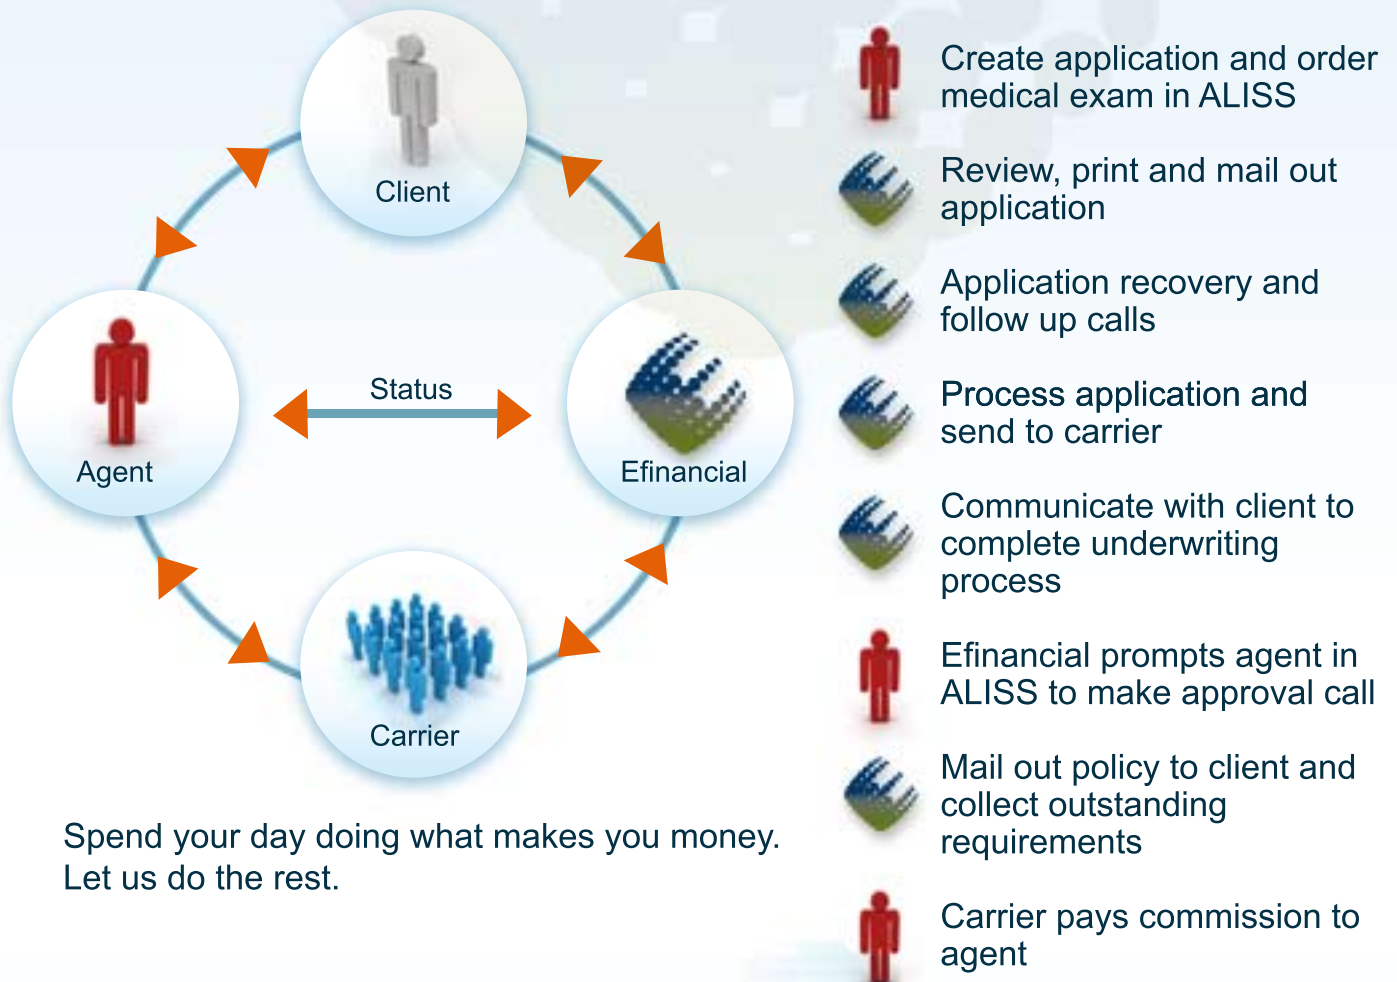 Client
Agent
Status
Efinancial
Carrier
Spend your day doing what makes you money.
Let us do the rest.
Create application and order
medical exam in ALISS
Review, print and mail out
application
Application recovery and
follow up calls
Process application and
send to carrier
Communicate with client to
complete underwriting
process
Efinancial prompts agent in
ALISS to make approval call
Mail out policy to client and
collect outstanding
requirements
Carrier pays commission to
agent